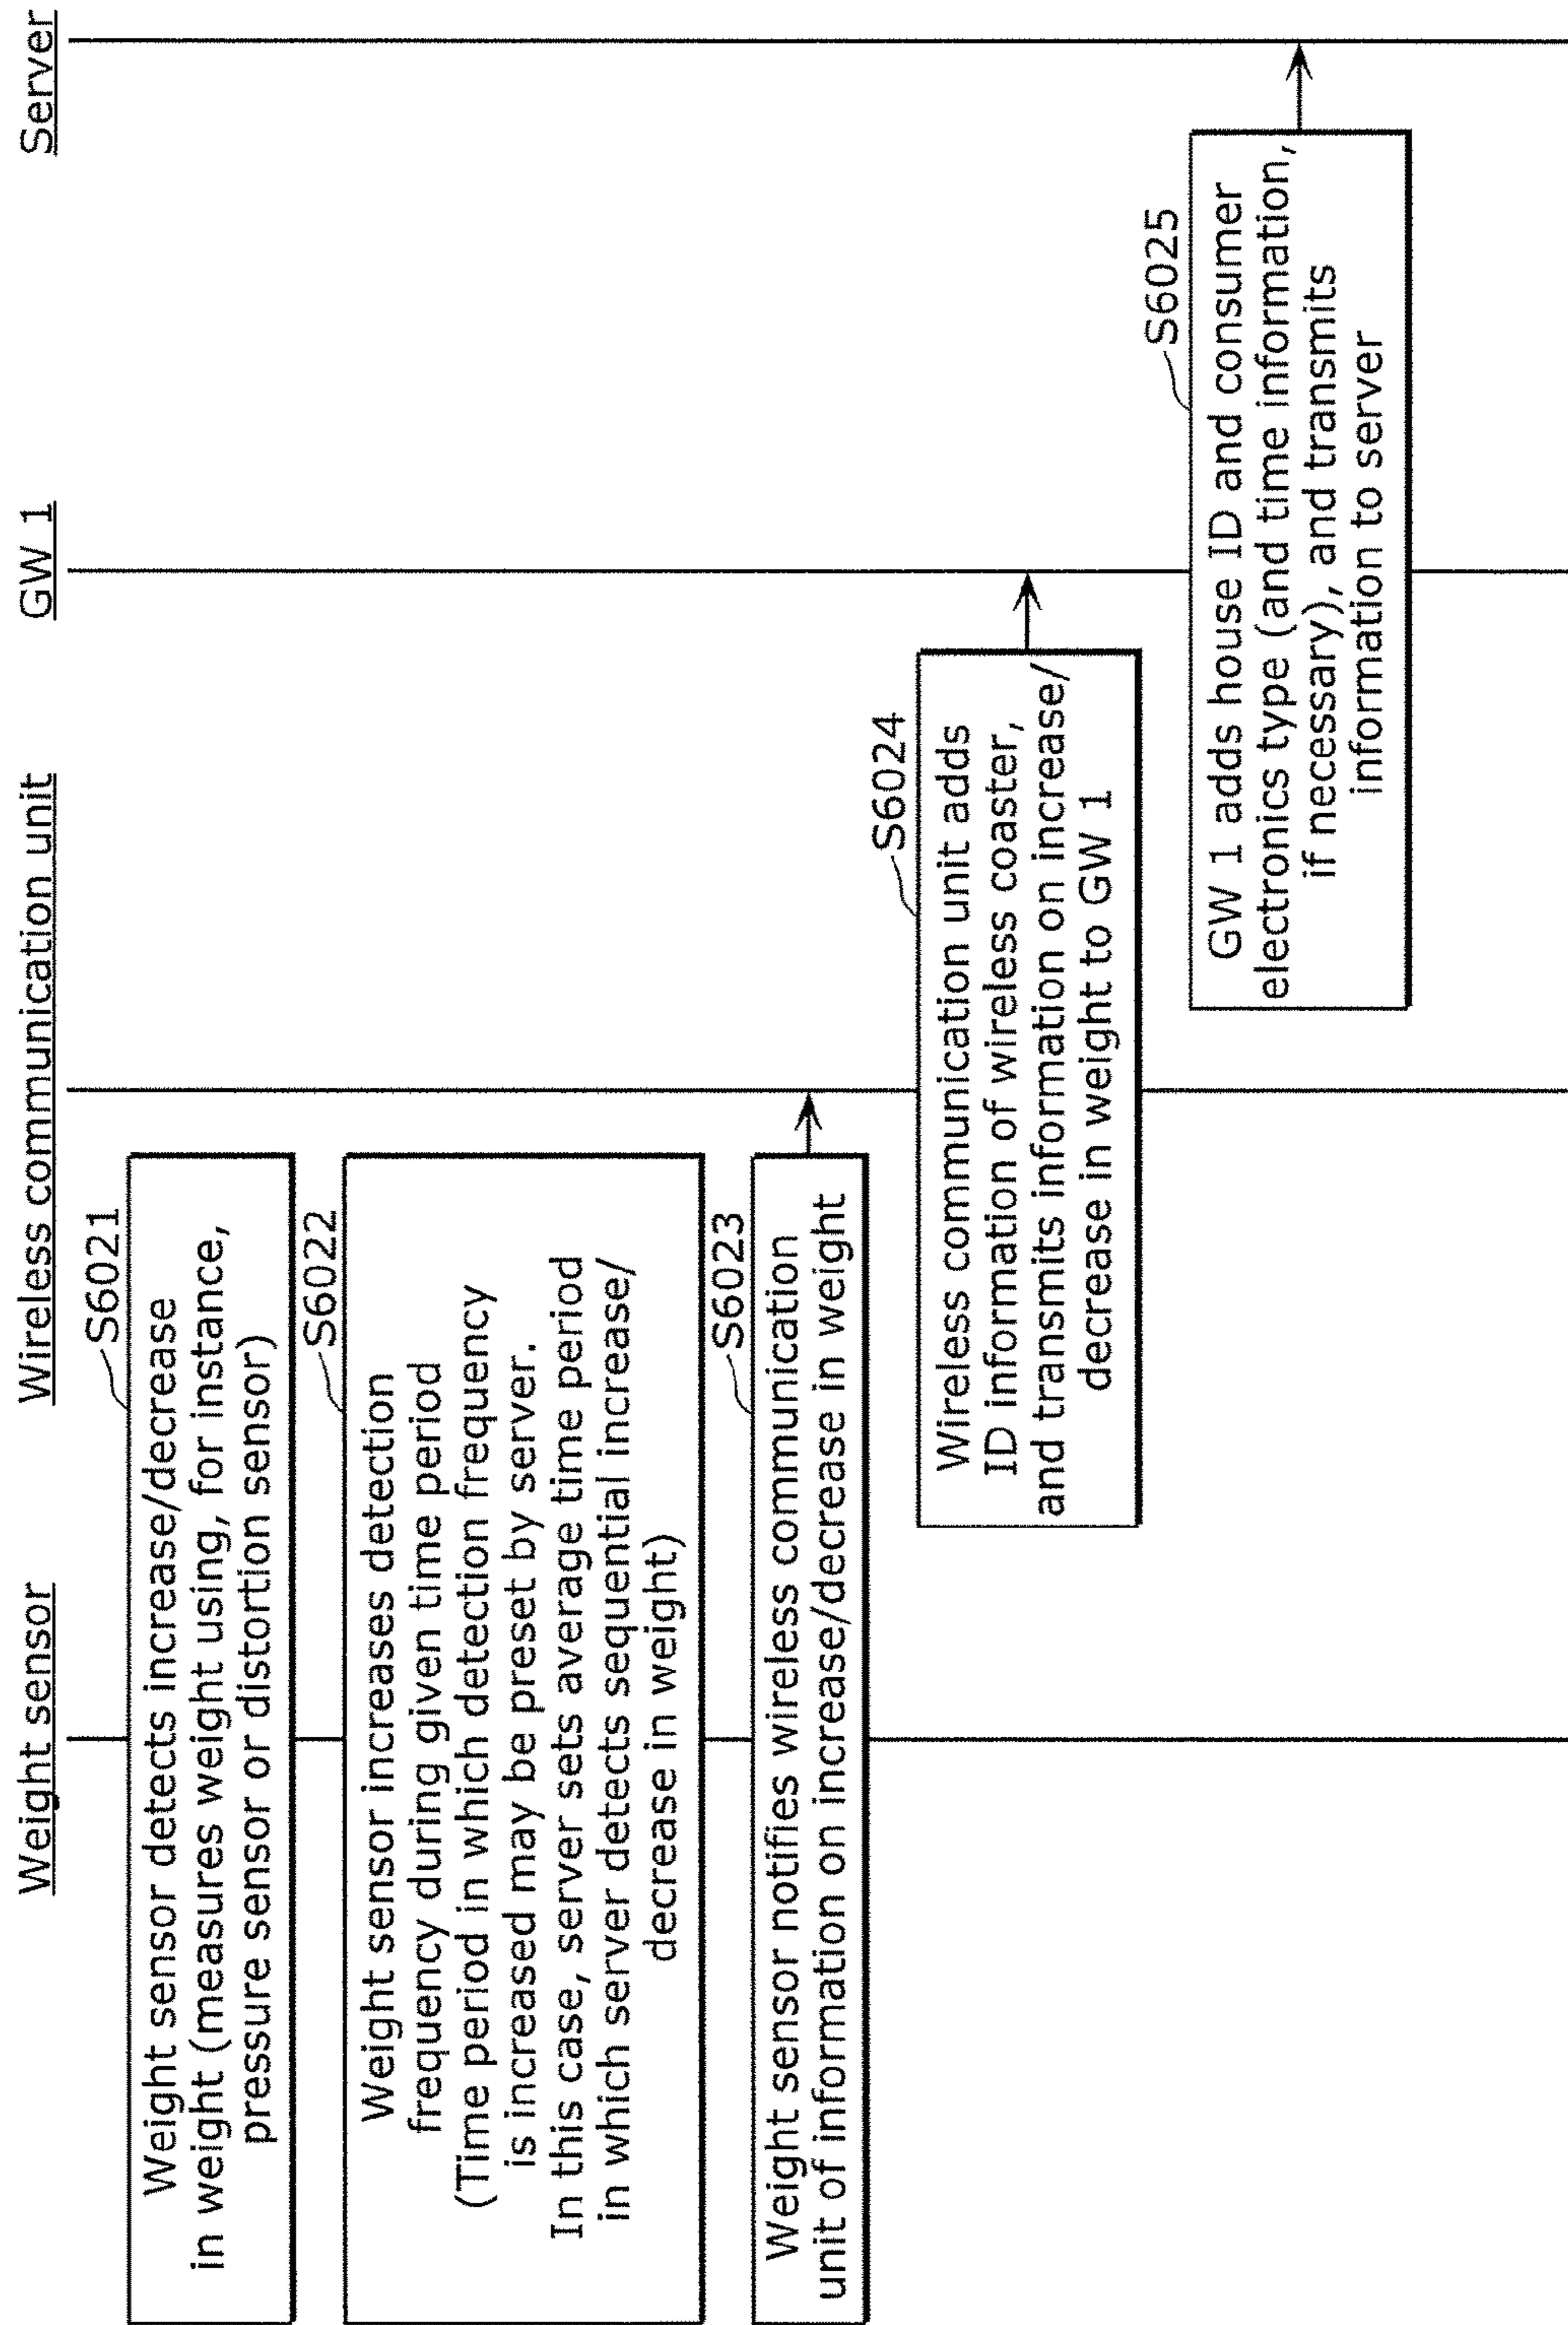 Weight sensor
Wireless communication unit
GW 1
Server
S6021
Weight sensor detects increase/decrease
in weight (measures weight using, for instance,
pressure sensor or distortion sensor)
S6022
Weight sensor increases detection
frequency during given time period
(Time period in which detection frequency
is increased may be preset by server.
In this case, server sets average time period
in which server detects sequential increase/
decrease in weight)
S6023
Weight sensor notifies wireless communication
unit of information on increase/decrease in weight
S6024
Wireless communication unit adds
ID information of wireless coaster,
and transmits information on increase/
decrease in weight to GW 1
S6025
GW 1 adds house ID and consumer
electronics type (and time information,
if necessary), and transmits
information to server